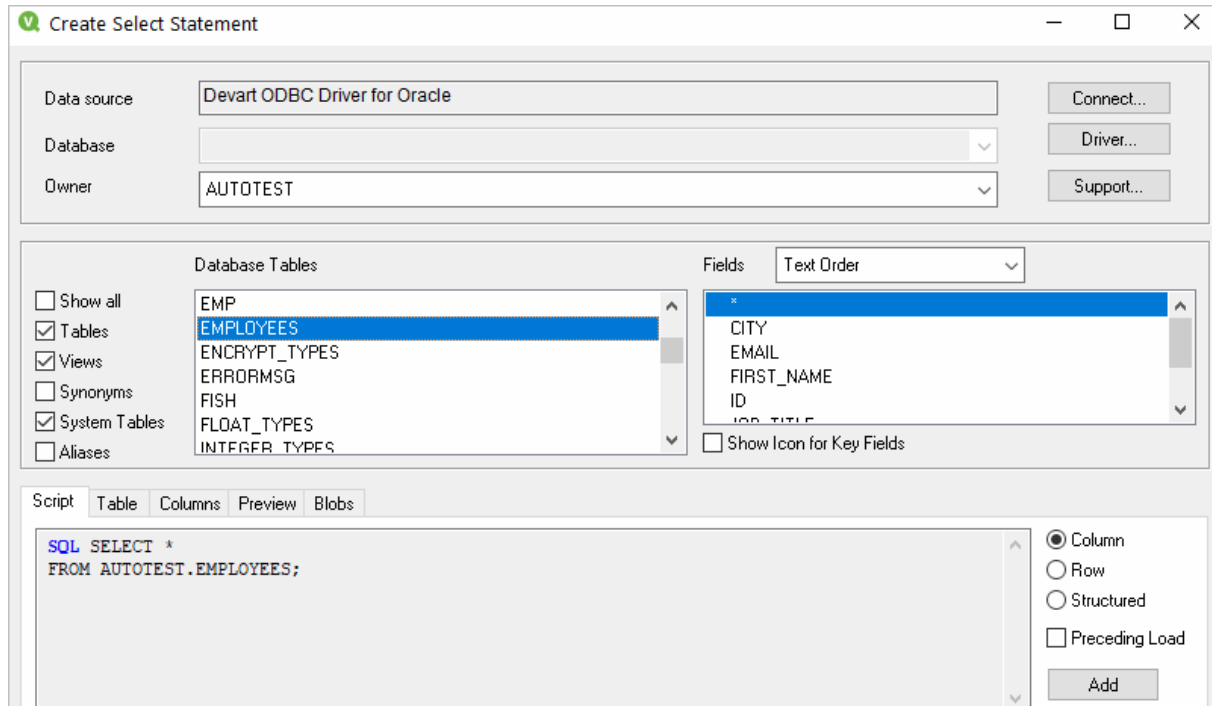 Create Select Statement
Data source
Devart ODBC Driver for Oracle
Connect...
Database
Driver...
Owner
AUTOTEST
Support...
Database Tables
Fields
Text Order
Show all
Tables
Views
Synonyms
System Tables
Aliases
EMP
EMPLOYEES
ENCRYPT_TYPES
ERRORMSG
FISH
FLOAT_TYPES
INTEGER_TYPES
*
CITY
EMAIL
FIRST_NAME
ID
JOB_TITLE
Show Icon for Key Fields
Script
Table
Columns
Preview
Blobs
SQL SELECT *
FROM AUTOTEST.EMPLOYEES;
Column
Row
Structured
Preceding Load
Add